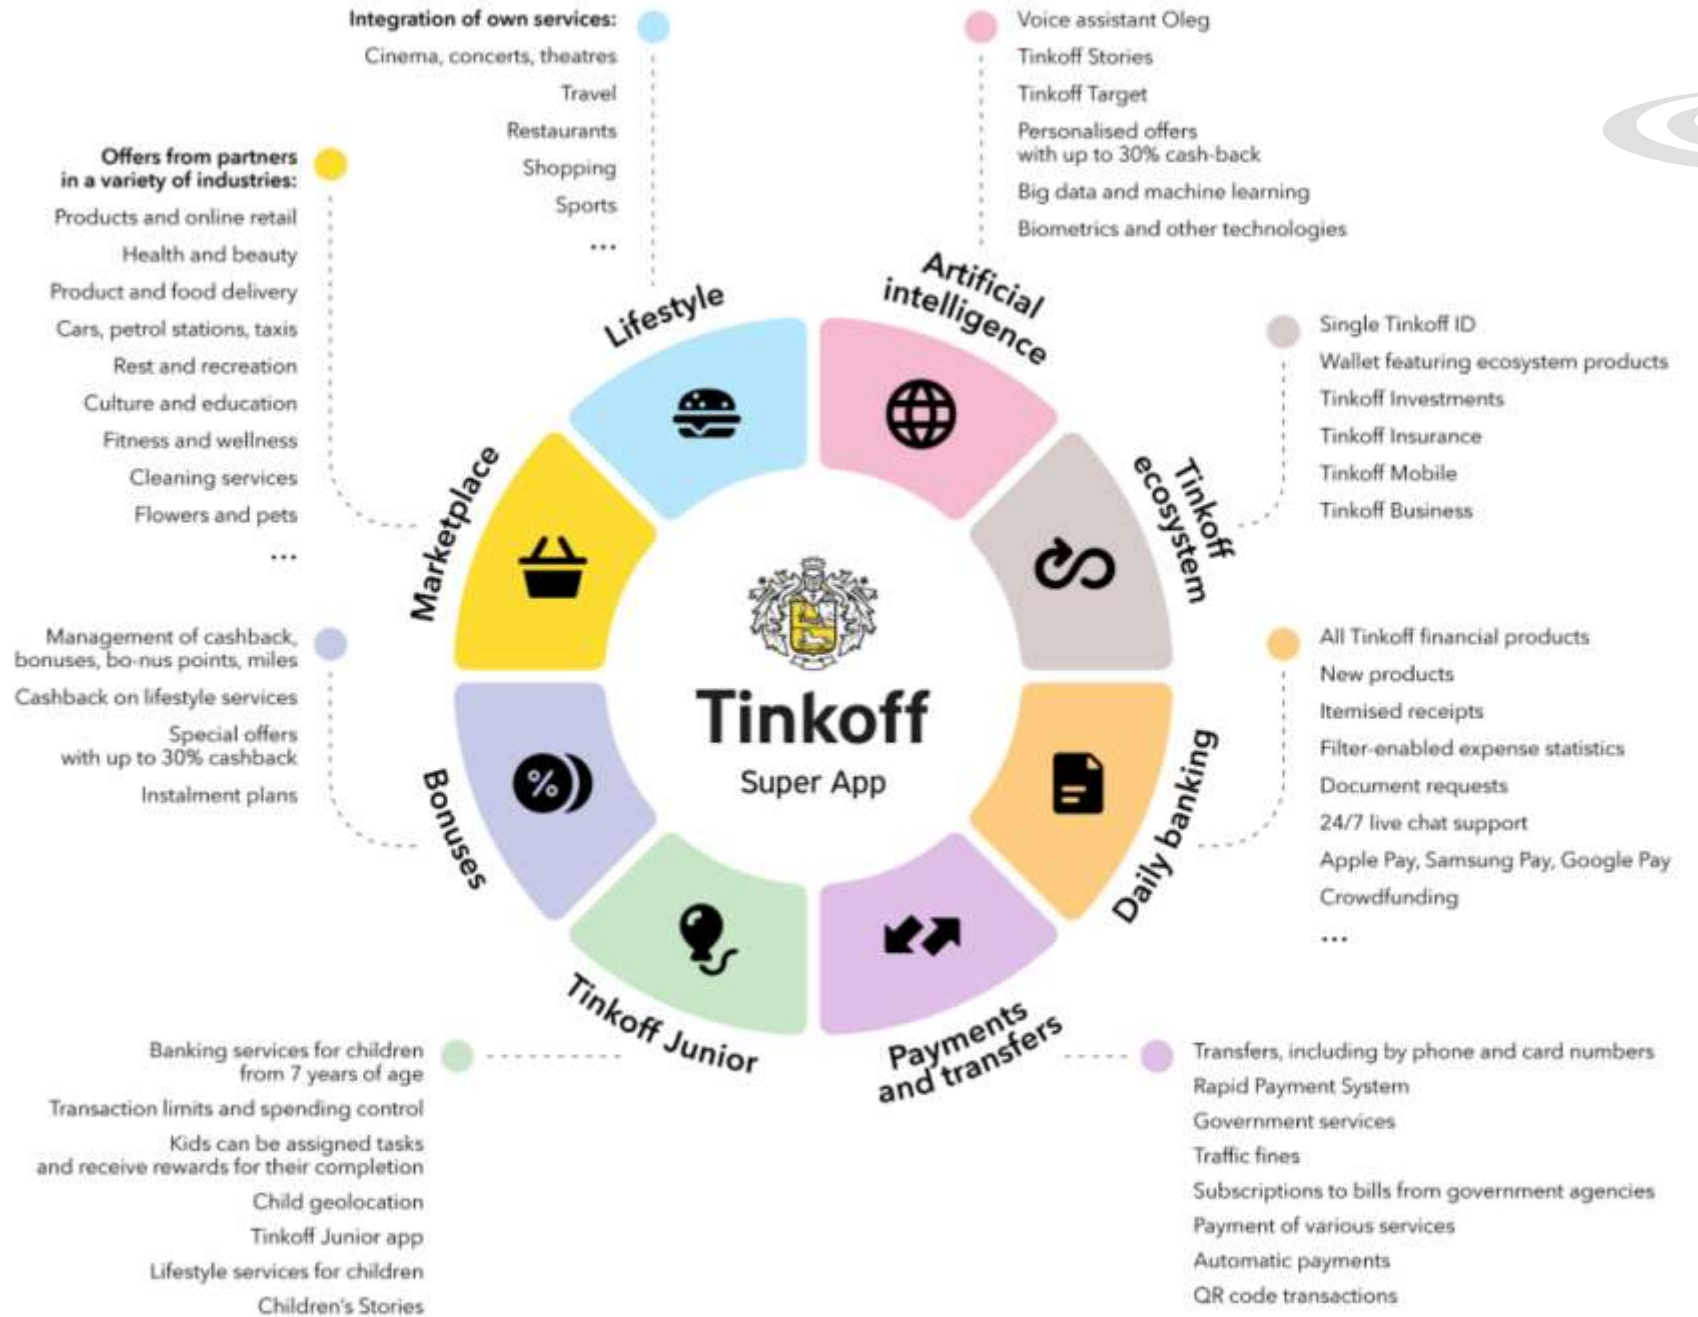 Integration of own services:
Cinema, concerts, theatres
Travel
Restaurants
Shopping
Sports
...
Voice assistant Oleg
Tinkoff Stories
Tinkoff Target
Personalised offers
with up to 30% cash-back
Big data and machine learning
Biometrics and other technologies
Offers from partners
in a variety of industries:
Products and online retail
Health and beauty
Product and food delivery
Cars, petrol stations, taxis
Rest and recreation
Culture and education
Fitness and wellness
Cleaning services
Flowers and pets
...
Lifestyle
Artificial
intelligence
Single Tinkoff ID
Wallet featuring ecosystem products
Tinkoff Investments
Tinkoff Insurance
Tinkoff Mobile
Tinkoff Business
Marketplace
Tinkoff
ecosystem
Management of cashback,
bonuses, bo-nus points, miles
Cashback on lifestyle services
Special offers
with up to 30% cashback
Instalment plans
Tinkoff
Super App
%
All Tinkoff financial products
New products
Itemised receipts
Filter-enabled expense statistics
Document requests
24/7 live chat support
Apple Pay, Samsung Pay, Google Pay
Crowdfunding
...
Bonuses
Daily banking
Tinkoff Junior
Payments
and transfers
Banking services for children
from 7 years of age
Transaction limits and spending control
Kids can be assigned tasks
and receive rewards for their completion
Child geolocation
Tinkoff Junior app
Lifestyle services for children
Children's Stories
Transfers, including by phone and card numbers
Rapid Payment System
Government services
Traffic fines
Subscriptions to bills from government agencies
Payment of various services
Automatic payments
QR code transactions